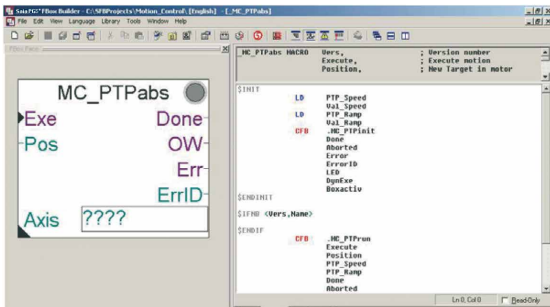 Saia PG5 FBox Builder - C:\SFBProjects\Motion_Control\ [English] - [_MC_PTPabs]
File Edit View Language Library Tools Window Help
MC_PTPabs
Exe Done
Pos OW
Err
ErrID
Axis ????
_MC_PTPabs MACRO Vers, ; Version number
Execute, ; Execute motion
Position, ; New Target in motor
$INIT
LD PTP_Speed
Val_Speed
LD PTP_Ramp
Val_Ramp
CFB .MC_PTPinit
Done
Aborted
Error
ErrorID
LED
DynExe
Boxactiv
$ENDINIT
$IFNB <Vers,Name>
$ENDIF
CFB .MC_PTPrun
Execute
Position
PTP_Speed
PTP_Ramp
Done
Aborted
Ln 0, Col 0 Read-Only